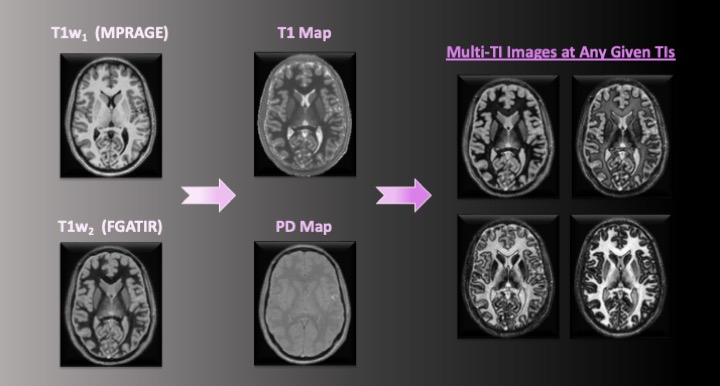 T1w₁ (MPRAGE)
T1 Map
Multi-TI Images at Any Given TIs
T1w₂ (FGATIR)
PD Map